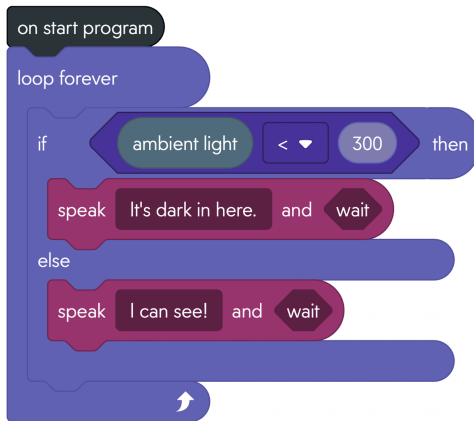 on start program
loop forever
if ambient light < 300 then
speak It's dark in here. and wait
else
speak I can see! and wait